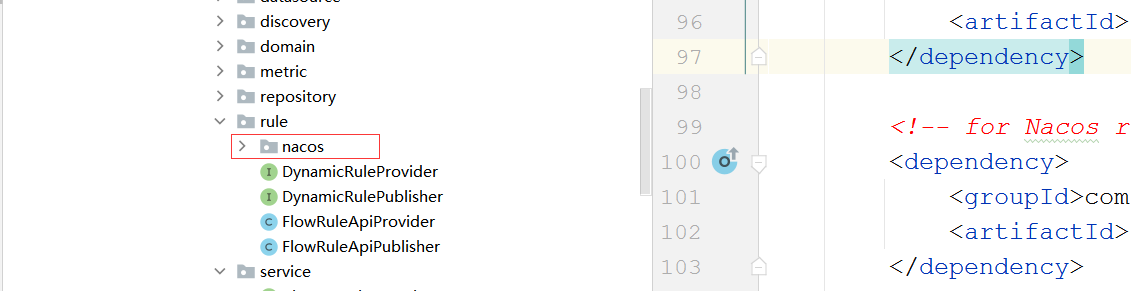 discovery
domain
metric
repository
rule
nacos
I DynamicRuleProvider
I DynamicRulePublisher
C FlowRuleApiProvider
C FlowRuleApiPublisher
service
96 <artifactId>
97 </dependency>
98
99 <!-- for Nacos r
100 <dependency>
101 <groupId>com
102 <artifactId>
103 </dependency>